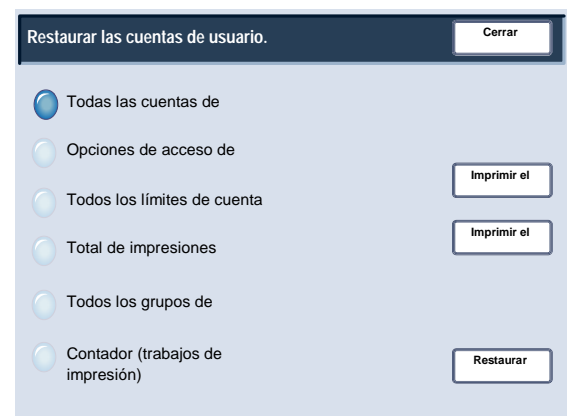 Restaurar las cuentas de usuario.
Cerrar
Todas las cuentas de
Opciones de acceso de
Imprimir el
Todos los límites de cuenta
Imprimir el
Total de impresiones
Todos los grupos de
Contador (trabajos de
impresión)
Restaurar